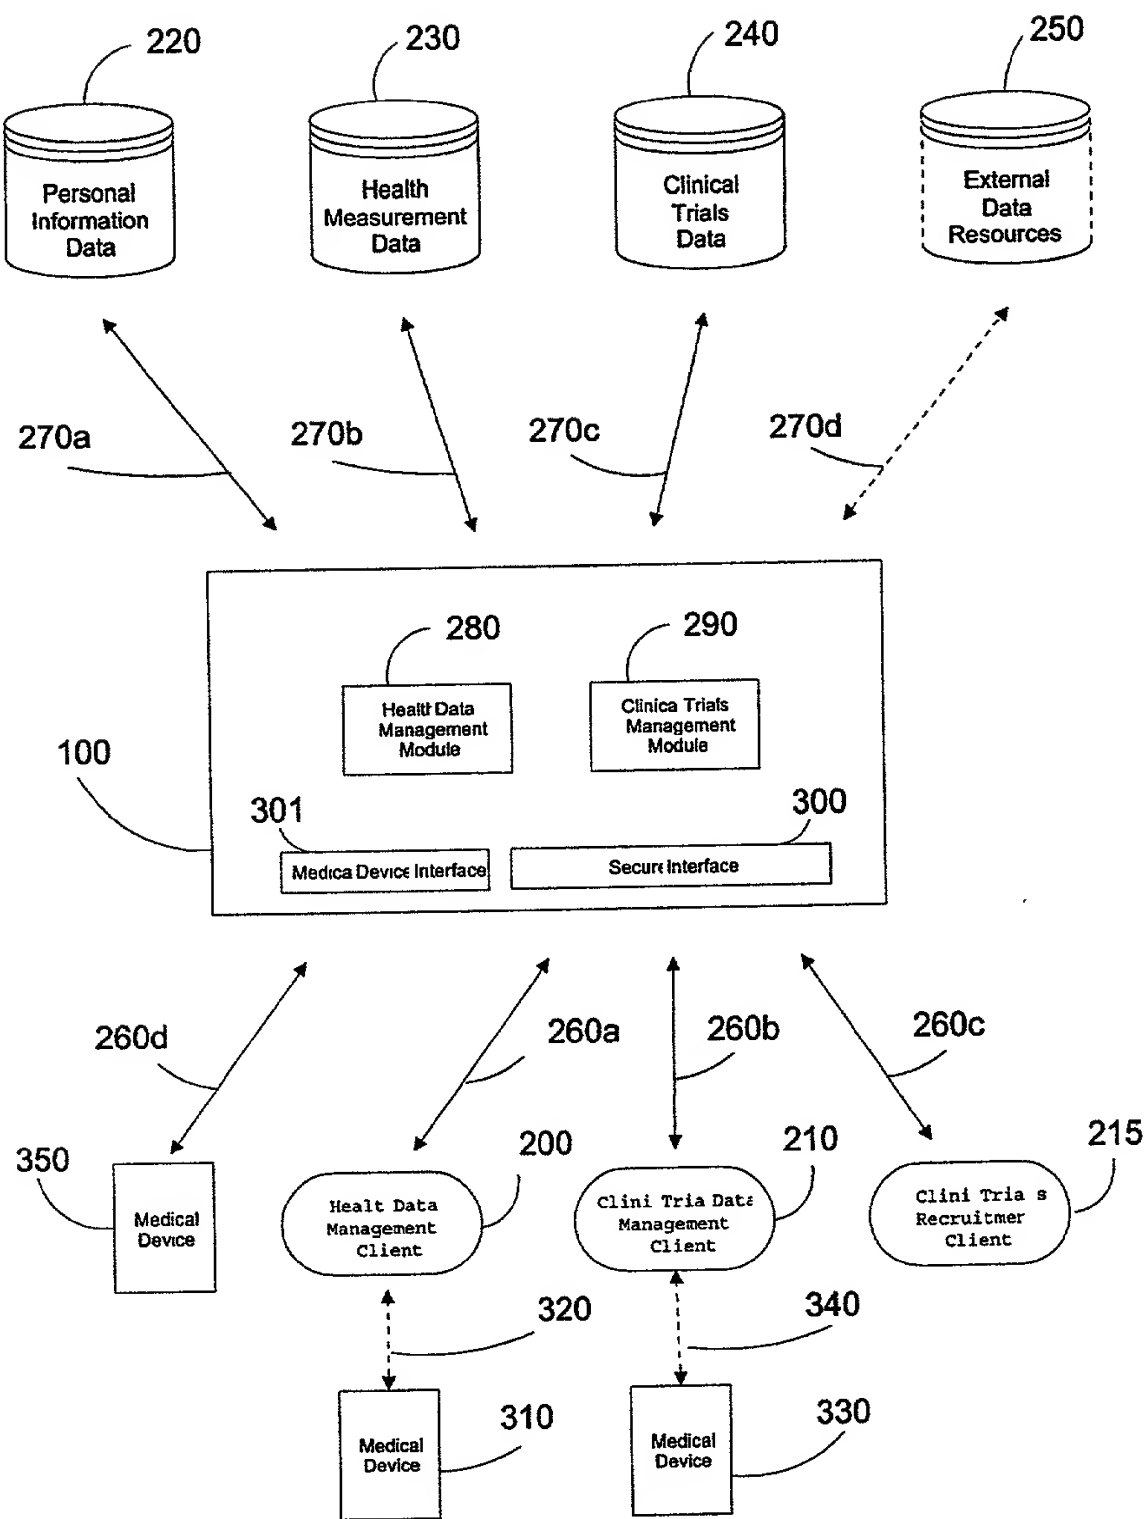 220
230
240
250
Personal
Information
Data
Health
Measurement
Data
Clinical
Trials
Data
External
Data
Resources
270a
270b
270c
270d
280
290
Healtł Data
Management
Module
Clinica Trials
Management
Module
100
301
300
Medica Device Interface
Secure Interface
260d
260a
260b
260c
350
200
210
215
Medical
Device
Healt Data
Management
Client
Clini Tria Data
Management
Client
Clini Tria s
Recruitmer
Client
320
340
310
330
Medical
Device
Medical
Device